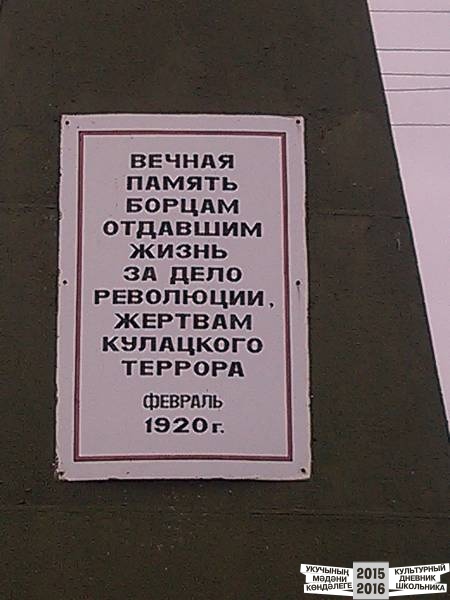 ВЕЧНАЯ
ПАМЯТЬ
БОРЦАМ
ОТДАВШИМ
ЖИЗНЬ
ЗА ДЕЛО
РЕВОЛЮЦИИ,
ЖЕРТВАМ
КУЛАЦКОГО
ТЕРРОРА
ФЕВРАЛЬ
1920 г.
УКУЧЫНЫҢ
МӘДӘНИ
КӨНДӘЛЕГЕ
2015
2016
КУЛЬТУРНЫЙ
ДНЕВНИК
ШКОЛЬНИКА